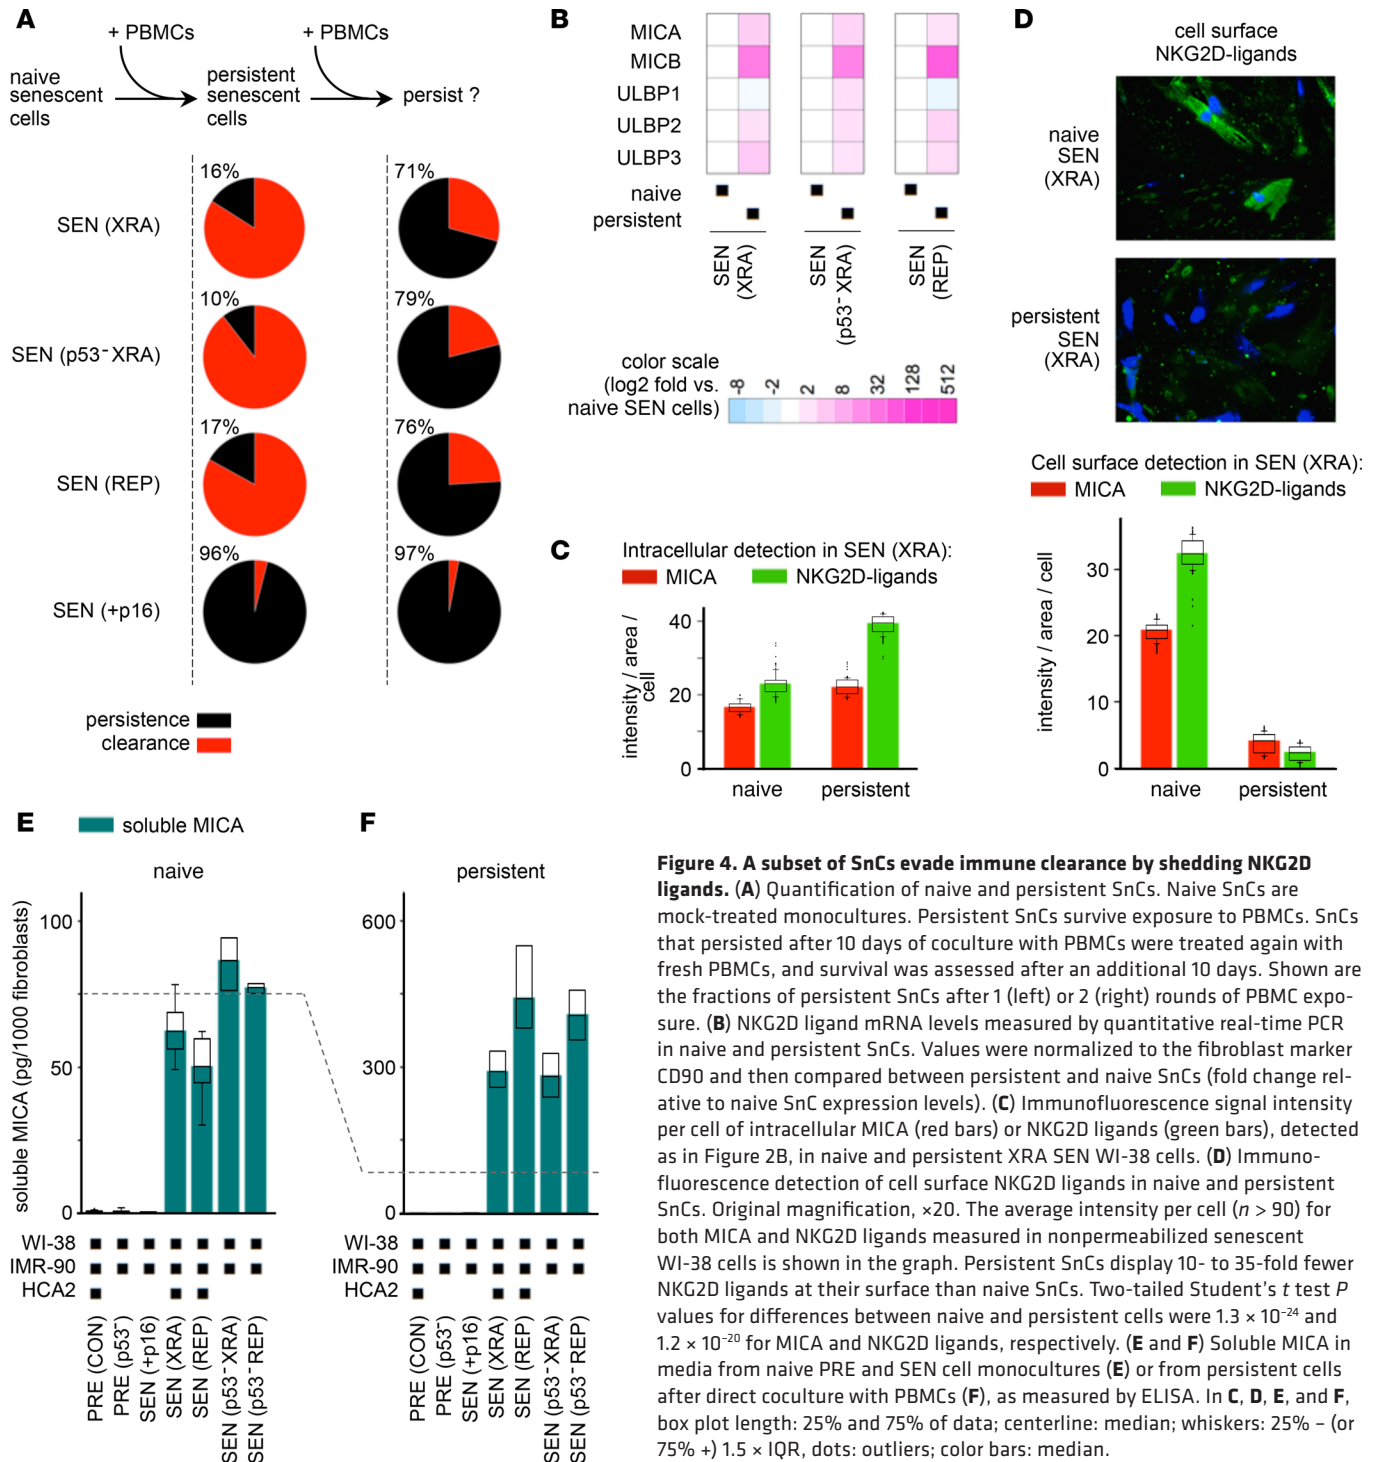 A
+ PBMCs
+ PBMCs
naive
senescent
cells
persistent
senescent
cells
persist ?
16%
71%
SEN (XRA)
10%
79%
SEN (p53⁻ XRA)
17%
76%
SEN (REP)
96%
97%
SEN (+p16)
persistence
clearance
B
MICA
MICB
ULBP1
ULBP2
ULBP3
naive
persistent
SEN
(XRA)
SEN
(p53⁻ XRA)
SEN
(REP)
color scale
(log2 fold vs.
naive SEN cells)
-8
-2
2
8
32
128
512
C
Intracellular detection in SEN (XRA):
MICA
NKG2D-ligands
intensity / area /
cell
40
20
0
naive
persistent
D
cell surface
NKG2D-ligands
naive
SEN
(XRA)
persistent
SEN
(XRA)
Cell surface detection in SEN (XRA):
MICA
NKG2D-ligands
intensity / area / cell
30
20
10
0
naive
persistent
E
soluble MICA
naive
soluble MICA (pg/1000 fibroblasts)
100
50
0
WI-38
IMR-90
HCA2
PRE (CON)
PRE (p53⁻)
SEN (+p16)
SEN (XRA)
SEN (REP)
SEN (p53⁻ XRA)
SEN (p53⁻ REP)
F
persistent
600
300
0
WI-38
IMR-90
HCA2
PRE (CON)
PRE (p53⁻)
SEN (+p16)
SEN (XRA)
SEN (REP)
SEN (p53⁻ XRA)
SEN (p53⁻ REP)
Figure 4. A subset of SnCs evade immune clearance by shedding NKG2D
ligands. (A) Quantification of naive and persistent SnCs. Naive SnCs are
mock-treated monocultures. Persistent SnCs survive exposure to PBMCs. SnCs
that persisted after 10 days of coculture with PBMCs were treated again with
fresh PBMCs, and survival was assessed after an additional 10 days. Shown are
the fractions of persistent SnCs after 1 (left) or 2 (right) rounds of PBMC expo-
sure. (B) NKG2D ligand mRNA levels measured by quantitative real-time PCR
in naive and persistent SnCs. Values were normalized to the fibroblast marker
CD90 and then compared between persistent and naive SnCs (fold change rel-
ative to naive SnC expression levels). (C) Immunofluorescence signal intensity
per cell of intracellular MICA (red bars) or NKG2D ligands (green bars), detected
as in Figure 2B, in naive and persistent XRA SEN WI-38 cells. (D) Immuno-
fluorescence detection of cell surface NKG2D ligands in naive and persistent
SnCs. Original magnification, ×20. The average intensity per cell (n > 90) for
both MICA and NKG2D ligands measured in nonpermeabilized senescent
WI-38 cells is shown in the graph. Persistent SnCs display 10- to 35-fold fewer
NKG2D ligands at their surface than naive SnCs. Two-tailed Student's t test P
values for differences between naive and persistent cells were 1.3 × 10⁻²⁴ and
1.2 × 10⁻²⁰ for MICA and NKG2D ligands, respectively. (E and F) Soluble MICA in
media from naive PRE and SEN cell monocultures (E) or from persistent cells
after direct coculture with PBMCs (F), as measured by ELISA. In C, D, E, and F,
box plot length: 25% and 75% of data; centerline: median; whiskers: 25% – (or
75% +) 1.5 × IQR, dots: outliers; color bars: median.